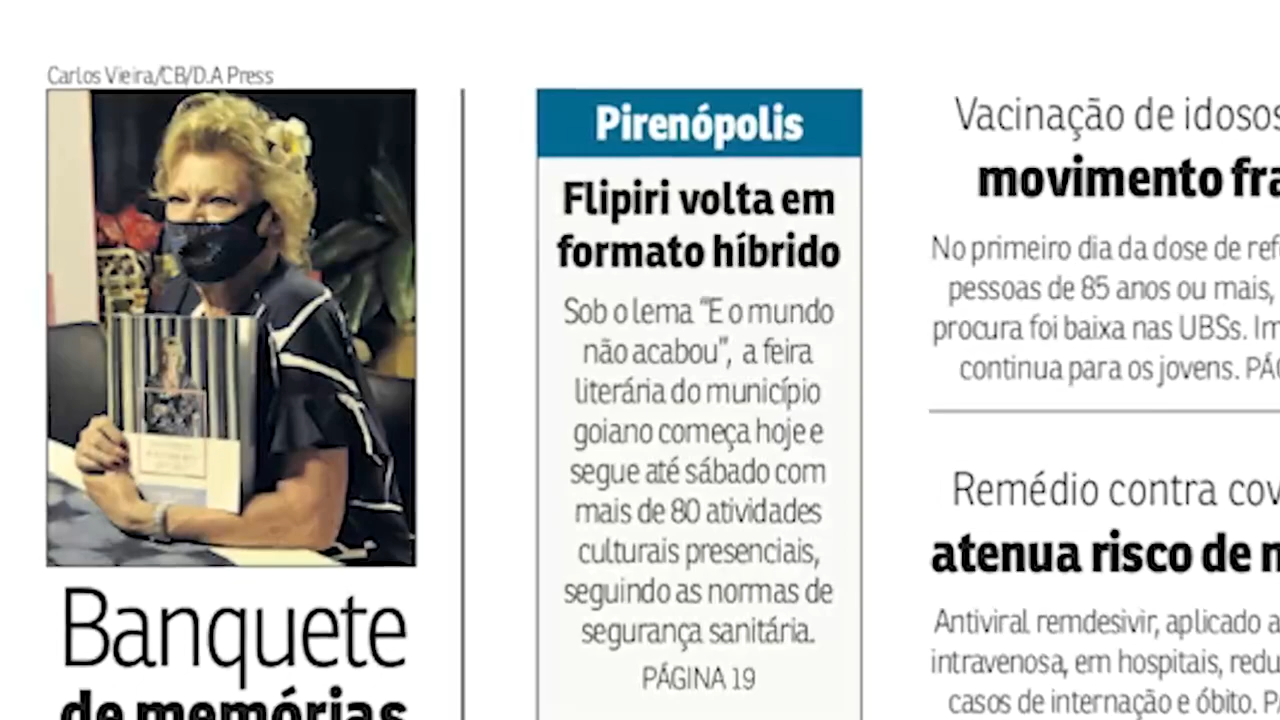 Carlos Vieira/CB/D.A Press
Banquete
de memórias
Pirenópolis
Flipiri volta em
formato híbrido
Sob o lema “E o mundo
não acabou”, a feira
literária do município
goiano começa hoje e
segue até sábado com
mais de 80 atividades
culturais presenciais,
seguindo as normas de
segurança sanitária.
PÁGINA 19
Vacinação de idosos
movimento
No primeiro dia da dose de
pessoas de 85 anos ou mais,
procura foi baixa nas UBSs.
continua para os jovens.
Remédio contra
atenua risco de
Antiviral remdesivir, aplicado
intravenosa, em hospitais,
casos de internação e óbito.